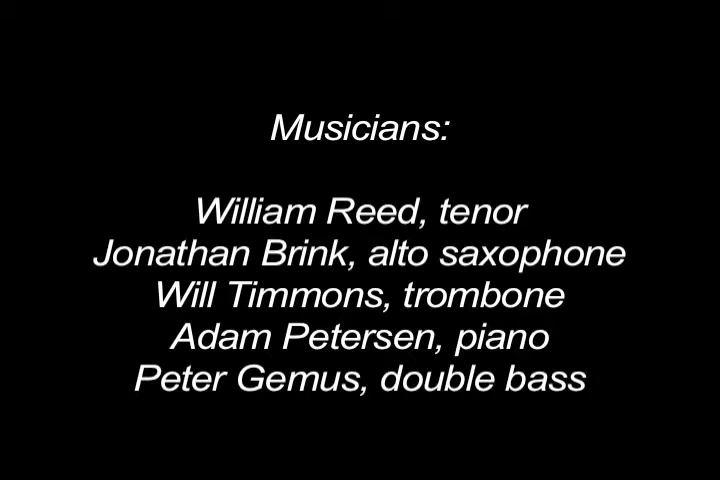 Musicians:
William Reed, tenor
Jonathan Brink, alto saxophone
Will Timmons, trombone
Adam Petersen, piano
Peter Gemus, double bass